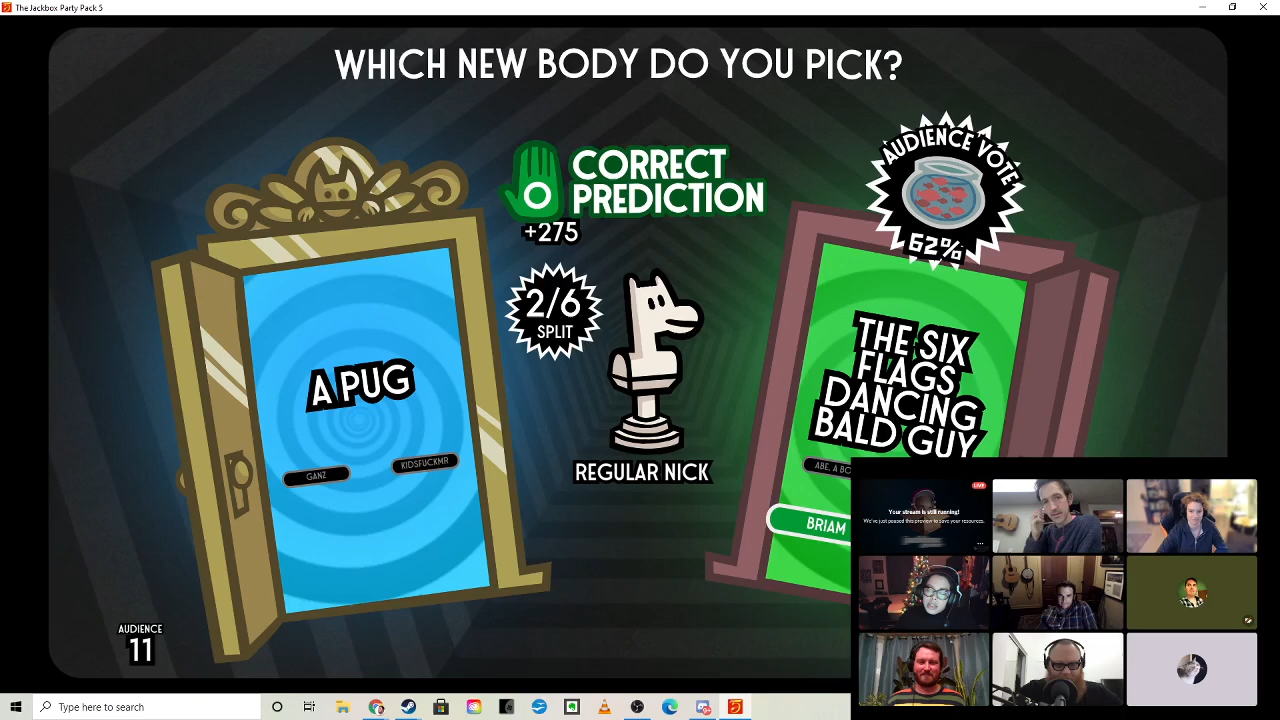 The Jackbox Party Pack 5
WHICH NEW BODY DO YOU PICK?
AUDIENCE VOTE
62%
CORRECT
PREDICTION
+275
2/6
SPLIT
REGULAR NICK
A PUG
GANZ
KIDSFUCKMR
THE SIX
FLAGS
DANCING
BALD GUY
ABE, A BO
BRIAM
LIVE
Your stream is still running!
We've just paused this preview to save your resources.
AUDIENCE
11
Type here to search